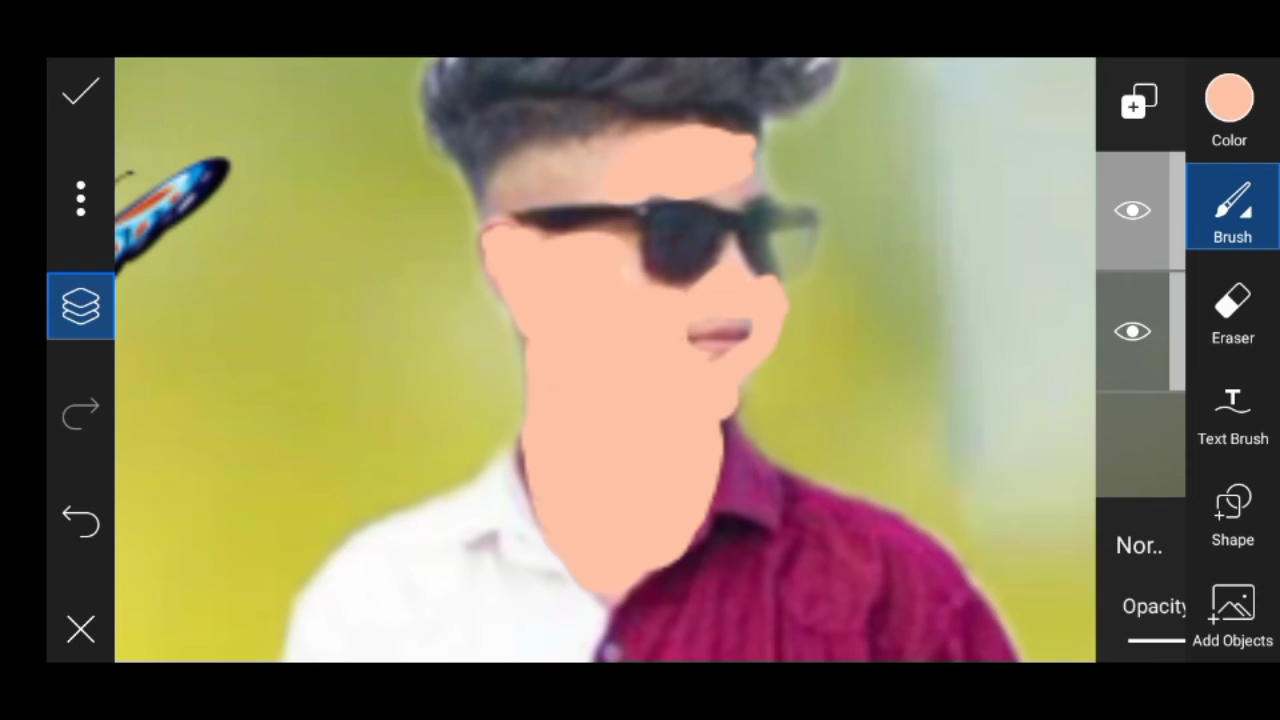 Color
Brush
Eraser
Text Brush
Shape
Nor..
Opacity
Add Objects